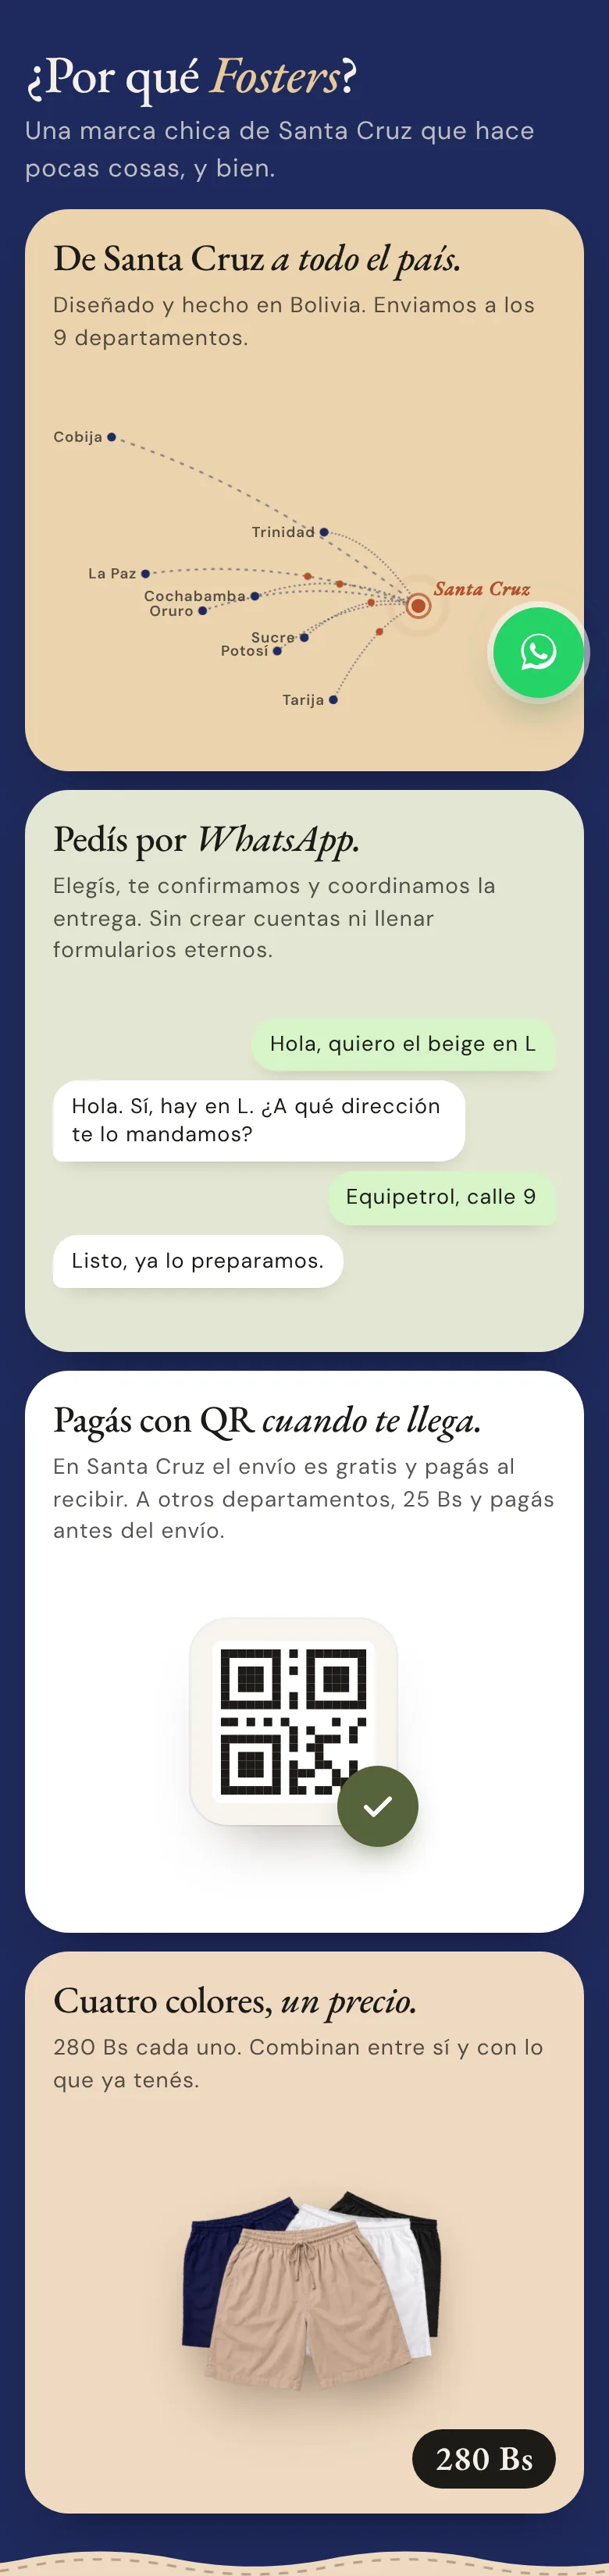 ¿Por qué Fosters?
Una marca chica de Santa Cruz que hace
pocas cosas, y bien.
De Santa Cruz a todo el país.
Diseñado y hecho en Bolivia. Enviamos a los
9 departamentos.
Cobija
Trinidad
La Paz
Santa Cruz
Cochabamba
Oruro
Sucre
Potosí
Tarija
Pedís por WhatsApp.
Elegís, te confirmamos y coordinamos la
entrega. Sin crear cuentas ni llenar
formularios eternos.
Hola, quiero el beige en L
Hola. Sí, hay en L. ¿A qué dirección
te lo mandamos?
Equipetrol, calle 9
Listo, ya lo preparamos.
Pagás con QR cuando te llega.
En Santa Cruz el envío es gratis y pagás al
recibir. A otros departamentos, 25 Bs y pagás
antes del envío.
Cuatro colores, un precio.
280 Bs cada uno. Combinan entre sí y con lo
que ya tenés.
280 Bs